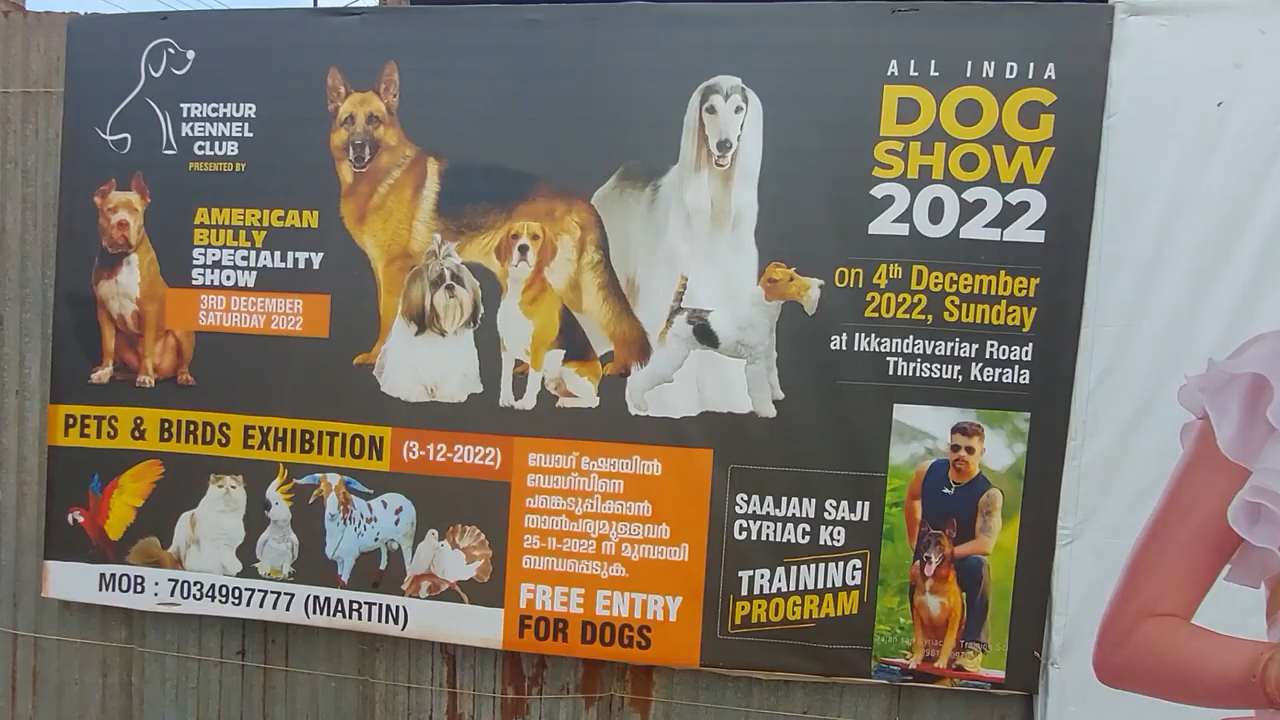 TRICHUR
KENNEL
CLUB
PRESENTED BY
AMERICAN
BULLY
SPECIALITY
SHOW
3RD DECEMBER
SATURDAY 2022
ALL INDIA
DOG
SHOW
2022
on 4th December
2022, Sunday
at Ikkandavariar Road
Thrissur, Kerala
PETS & BIRDS EXHIBITION
(3-12-2022)
MOB : 7034997777 (MARTIN)
ഡോഗ് ഷോയിൽ
ഡോഗ്സിനെ
പങ്കെടുപ്പിക്കാൻ
താൽപര്യമുള്ളവർ
25-11-2022 ന് മുമ്പായി
ബന്ധപ്പെടുക.
FREE ENTRY
FOR DOGS
SAAJAN SAJI
CYRIAC K9
TRAINING
PROGRAM